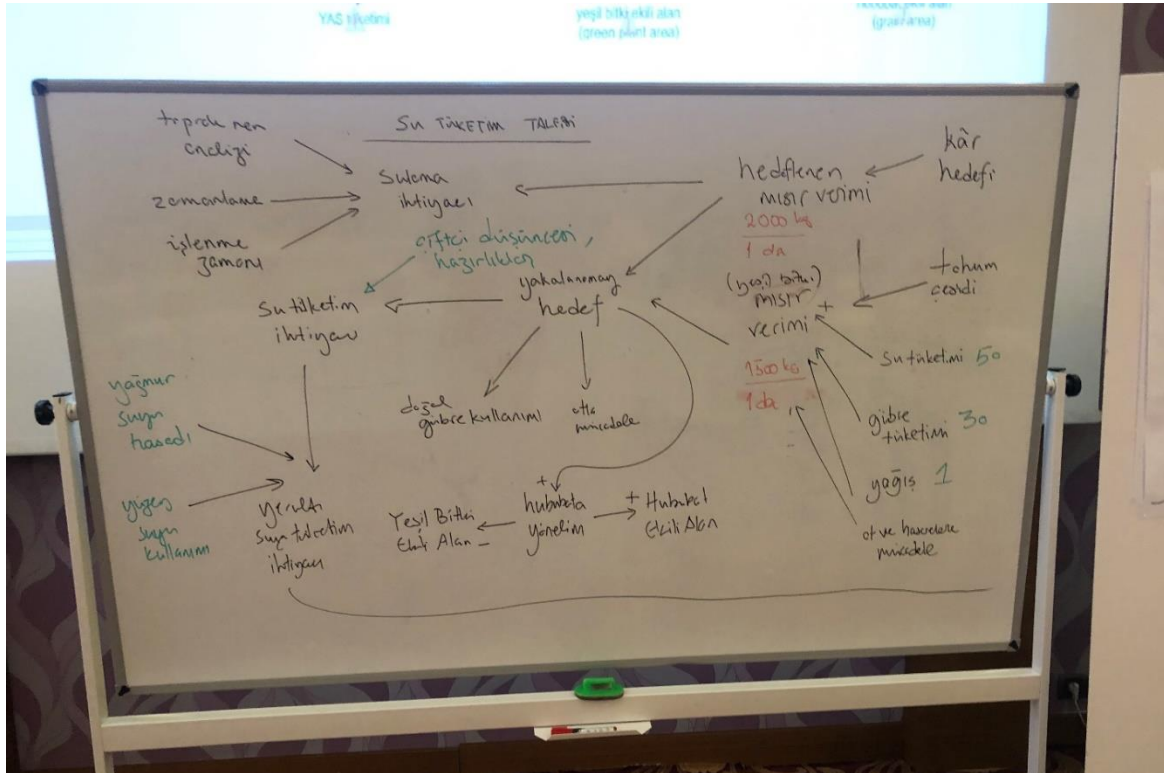 YAS tüketimi
yeşil bitki ekili alan
(green plant area)
SU TÜKETİM TALEBİ
toprak nem
analizi
zamanlama
işlenme
zamanı
sulama
ihtiyacı
hedeflenen
mısır verimi
kâr
hedefi
2000 kg
1 da
çiftçi düşüncesi,
hazırlıkları
yakalanamayan
hedef
su tüketim
ihtiyacı
mısır
verimi
+
tohum
çeşidi
1500 kg
1 da
su tüketimi 50
gübre
tüketimi 30
yağış 1
ot ve haşerelere
mücadele
doğal
gübre kullanımı
otla
mücadele
yağmur
suyu
hasadı
yüzey
suyu
kullanımı
yeraltı
suyu tüketim
ihtiyacı
Yeşil Bitki
Ekili Alan –
+
hububata
yönelim
+ Hububat
Ekili Alan